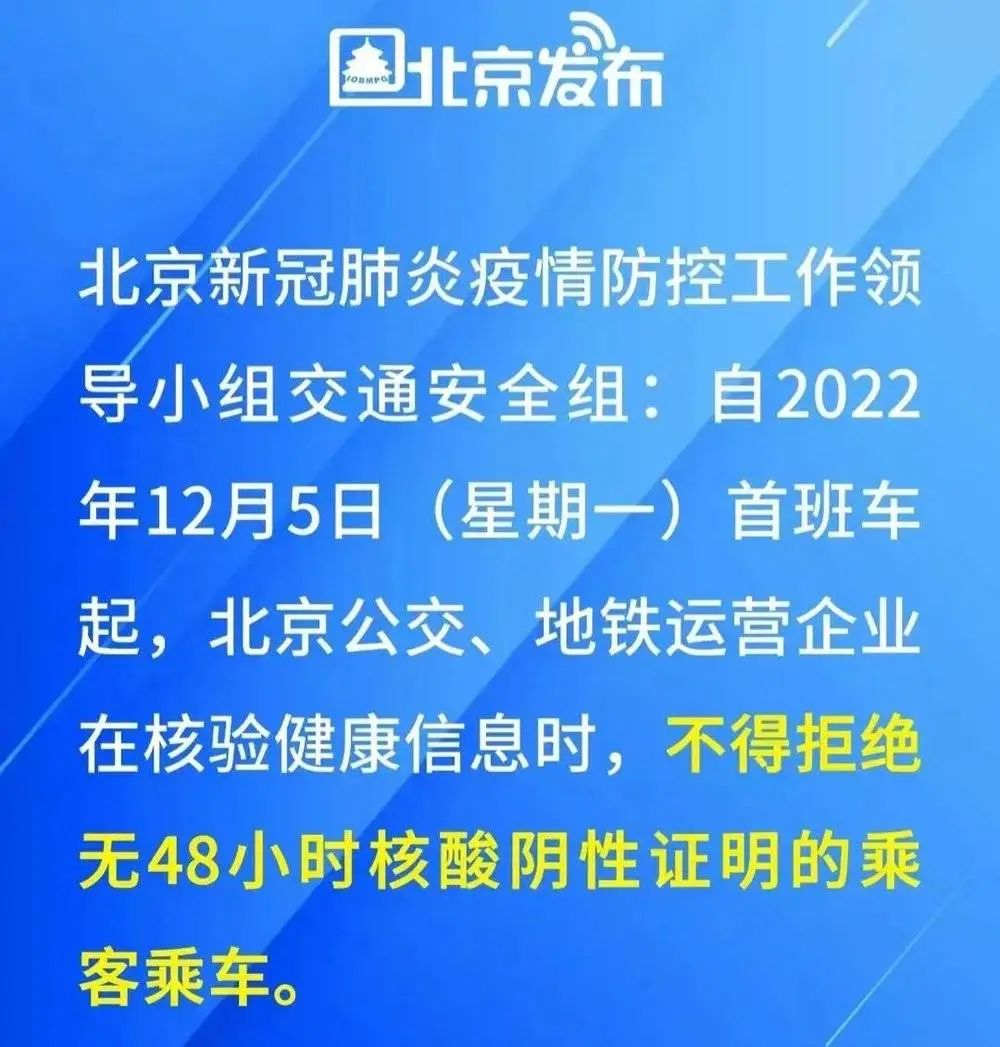 IOBMPG
北京发布
北京新冠肺炎疫情防控工作领
导小组交通安全组：自2022
年12月5日（星期一）首班车
起，北京公交、地铁运营企业
在核验健康信息时，不得拒绝
无48小时核酸阴性证明的乘
客乘车。